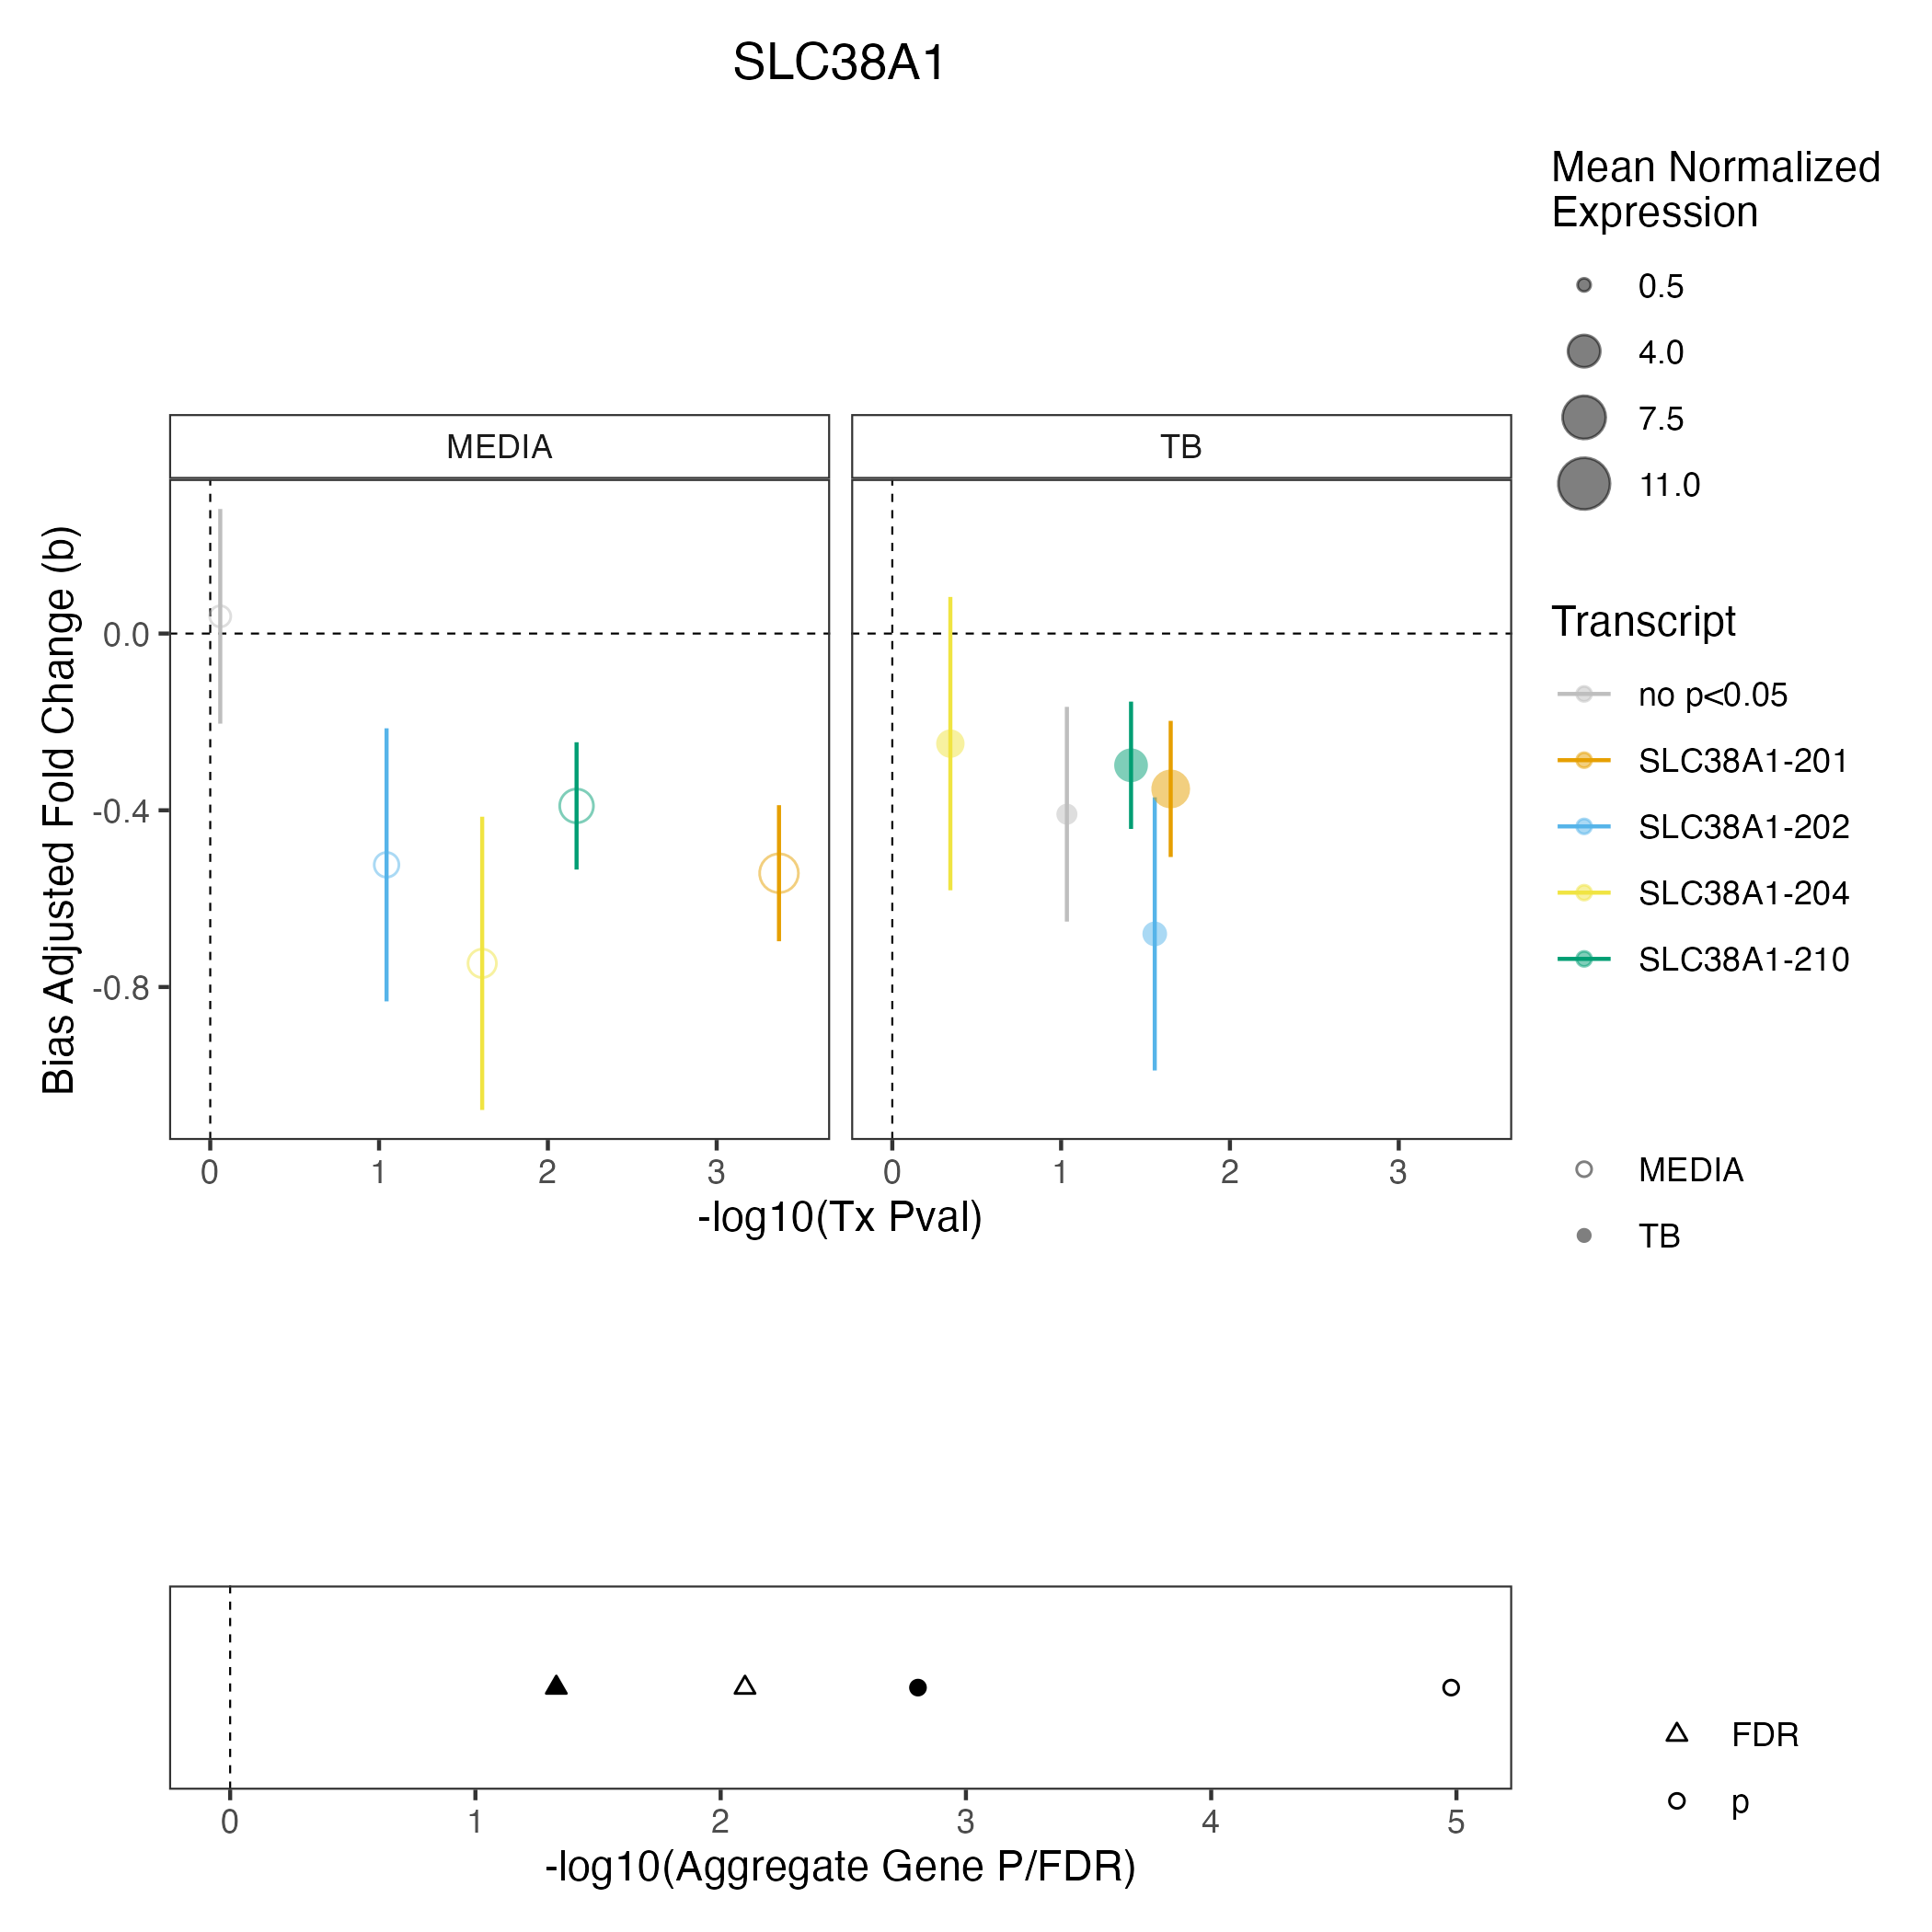 SLC38A1
MEDIA
TB
0.0
-0.4
-0.8
Bias Adjusted Fold Change (b)
0 1 2 3
0 1 2 3
-log10(Tx Pval)
Mean Normalized
Expression
0.5
4.0
7.5
11.0
Transcript
no p<0.05
SLC38A1-201
SLC38A1-202
SLC38A1-204
SLC38A1-210
MEDIA
TB
0 1 2 3 4 5
-log10(Aggregate Gene P/FDR)
FDR
p